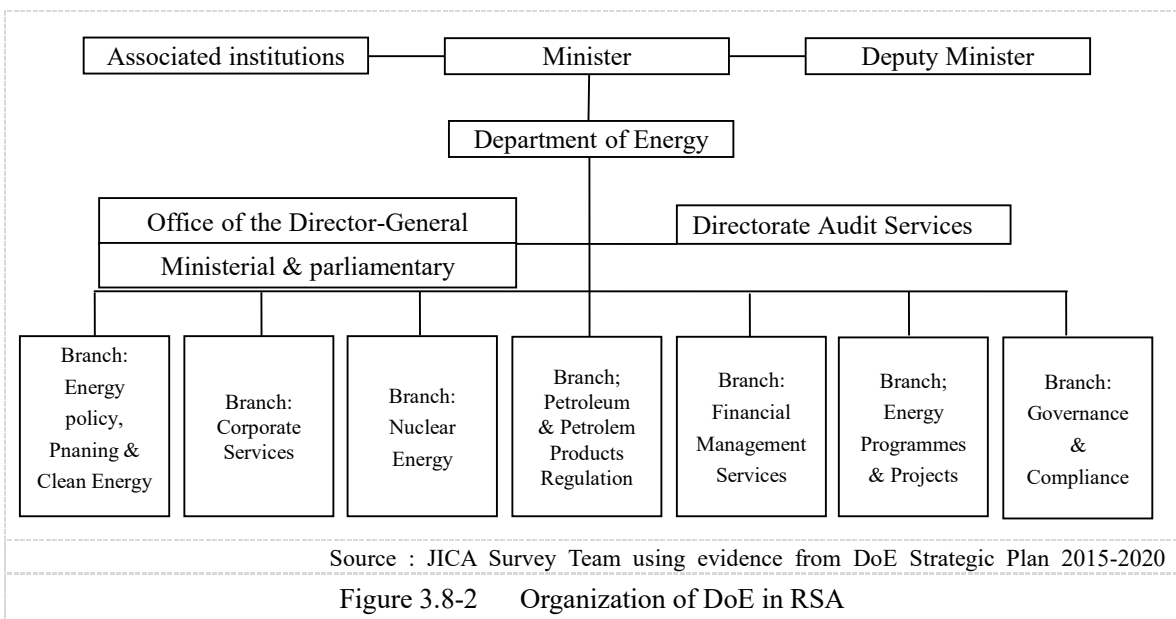 Associated institutions
Minister
Deputy Minister
Department of Energy
Office of the Director-General
Ministerial & parliamentary
Directorate Audit Services
Branch:
Energy
policy,
Pnaning &
Clean Energy
Branch:
Corporate
Services
Branch:
Nuclear
Energy
Branch;
Petroleum
& Petrolem
Products
Regulation
Branch:
Financial
Management
Services
Branch;
Energy
Programmes
& Projects
Branch:
Governance
&
Compliance
Source : JICA Survey Team using evidence from DoE Strategic Plan 2015-2020
Figure 3.8-2 Organization of DoE in RSA